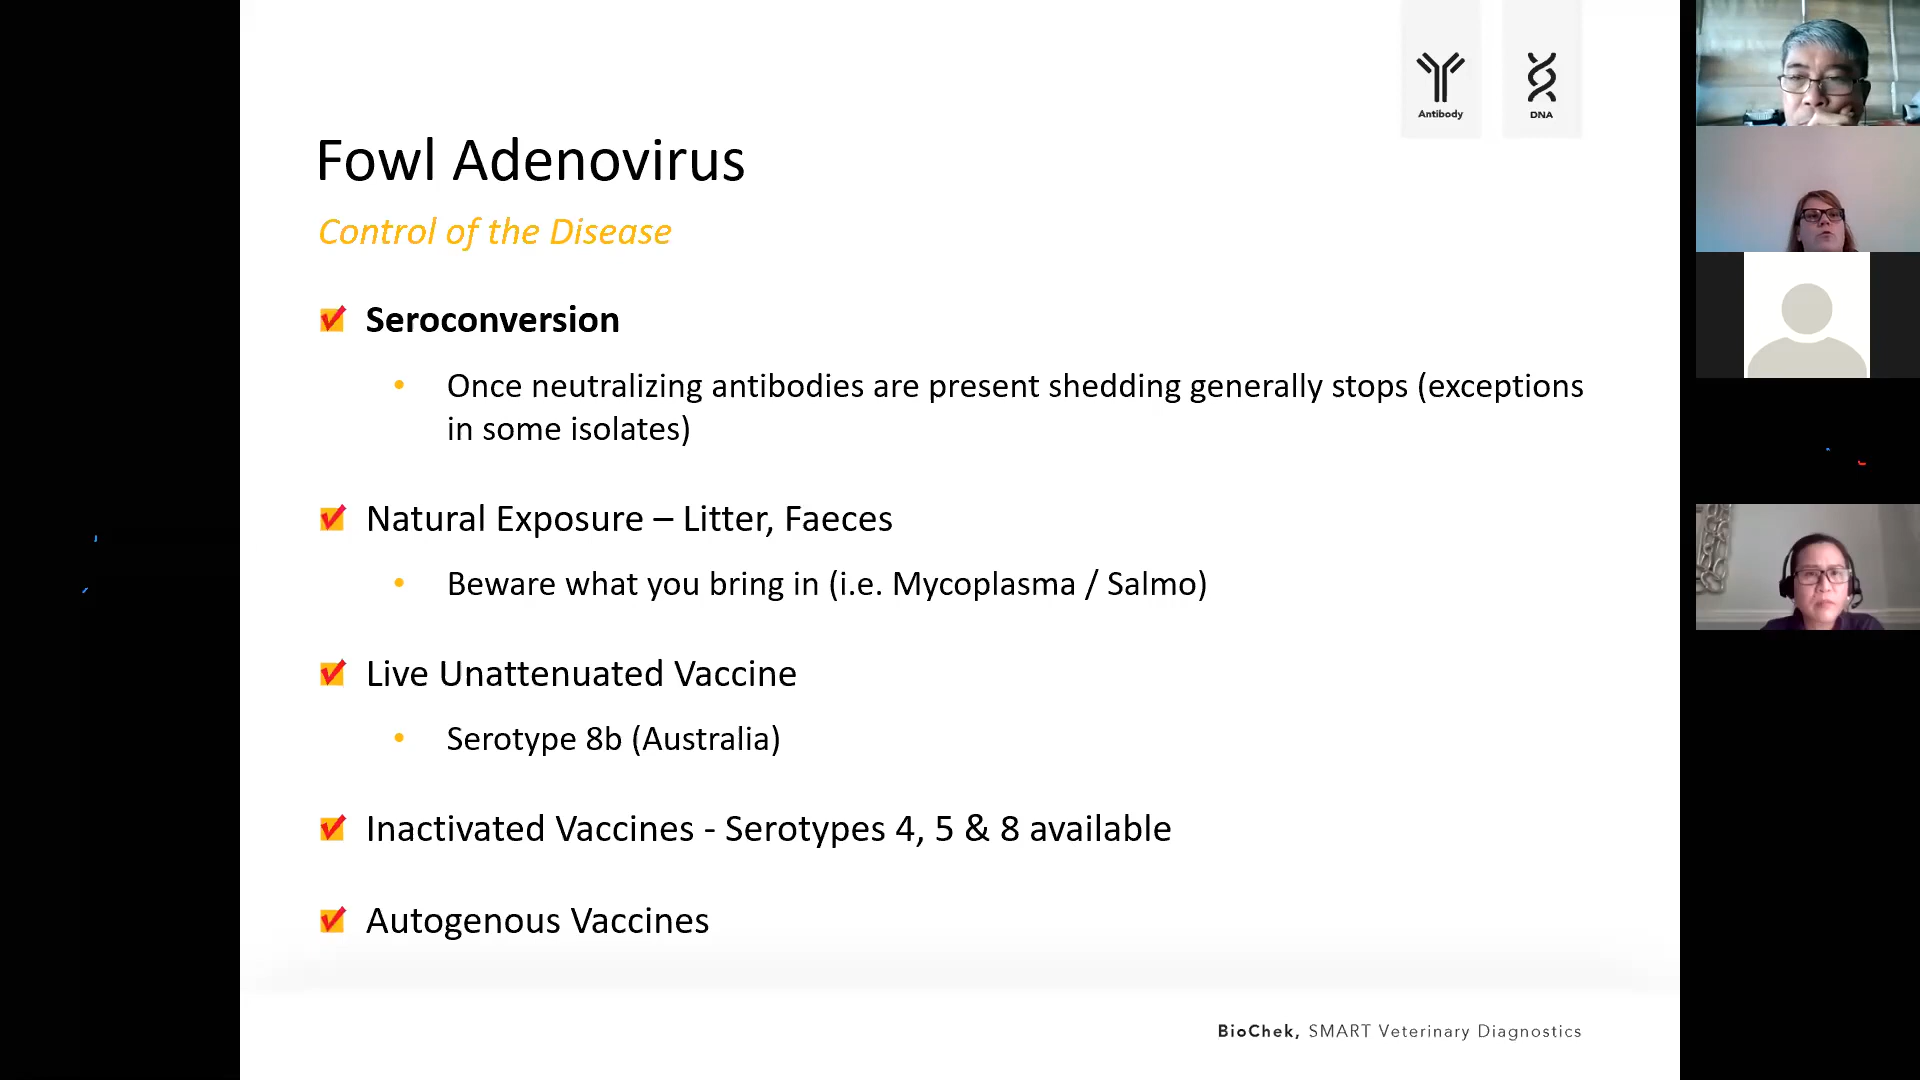 Antibody
DNA
Fowl Adenovirus
Control of the Disease
Seroconversion
• Once neutralizing antibodies are present shedding generally stops (exceptions
in some isolates)
Natural Exposure – Litter, Faeces
• Beware what you bring in (i.e. Mycoplasma / Salmo)
Live Unattenuated Vaccine
• Serotype 8b (Australia)
Inactivated Vaccines - Serotypes 4, 5 & 8 available
Autogenous Vaccines
BioChek, SMART Veterinary Diagnostics